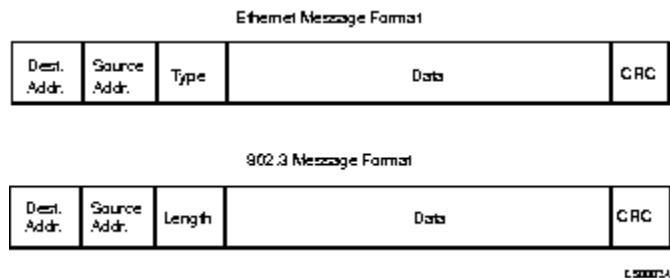 Ethernet Message Format
Dest. Addr.
Source Addr.
Type
Data
CRC
802.3 Message Format
Dest. Addr.
Source Addr.
Length
Data
CRC